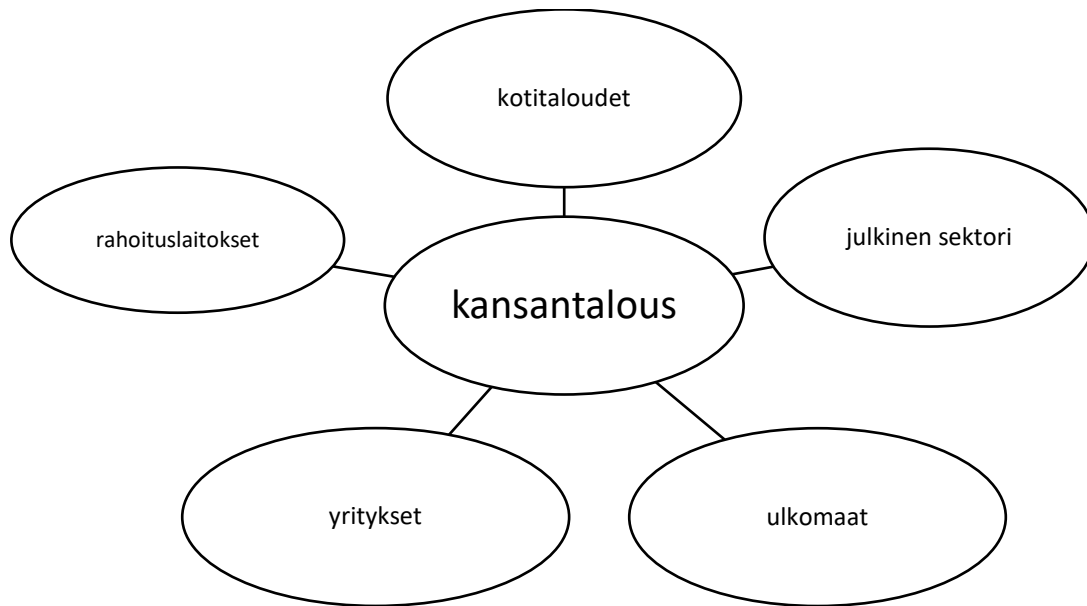 kotitaloudet
rahoituslaitokset
julkinen sektori
kansantalous
yritykset
ulkomaat